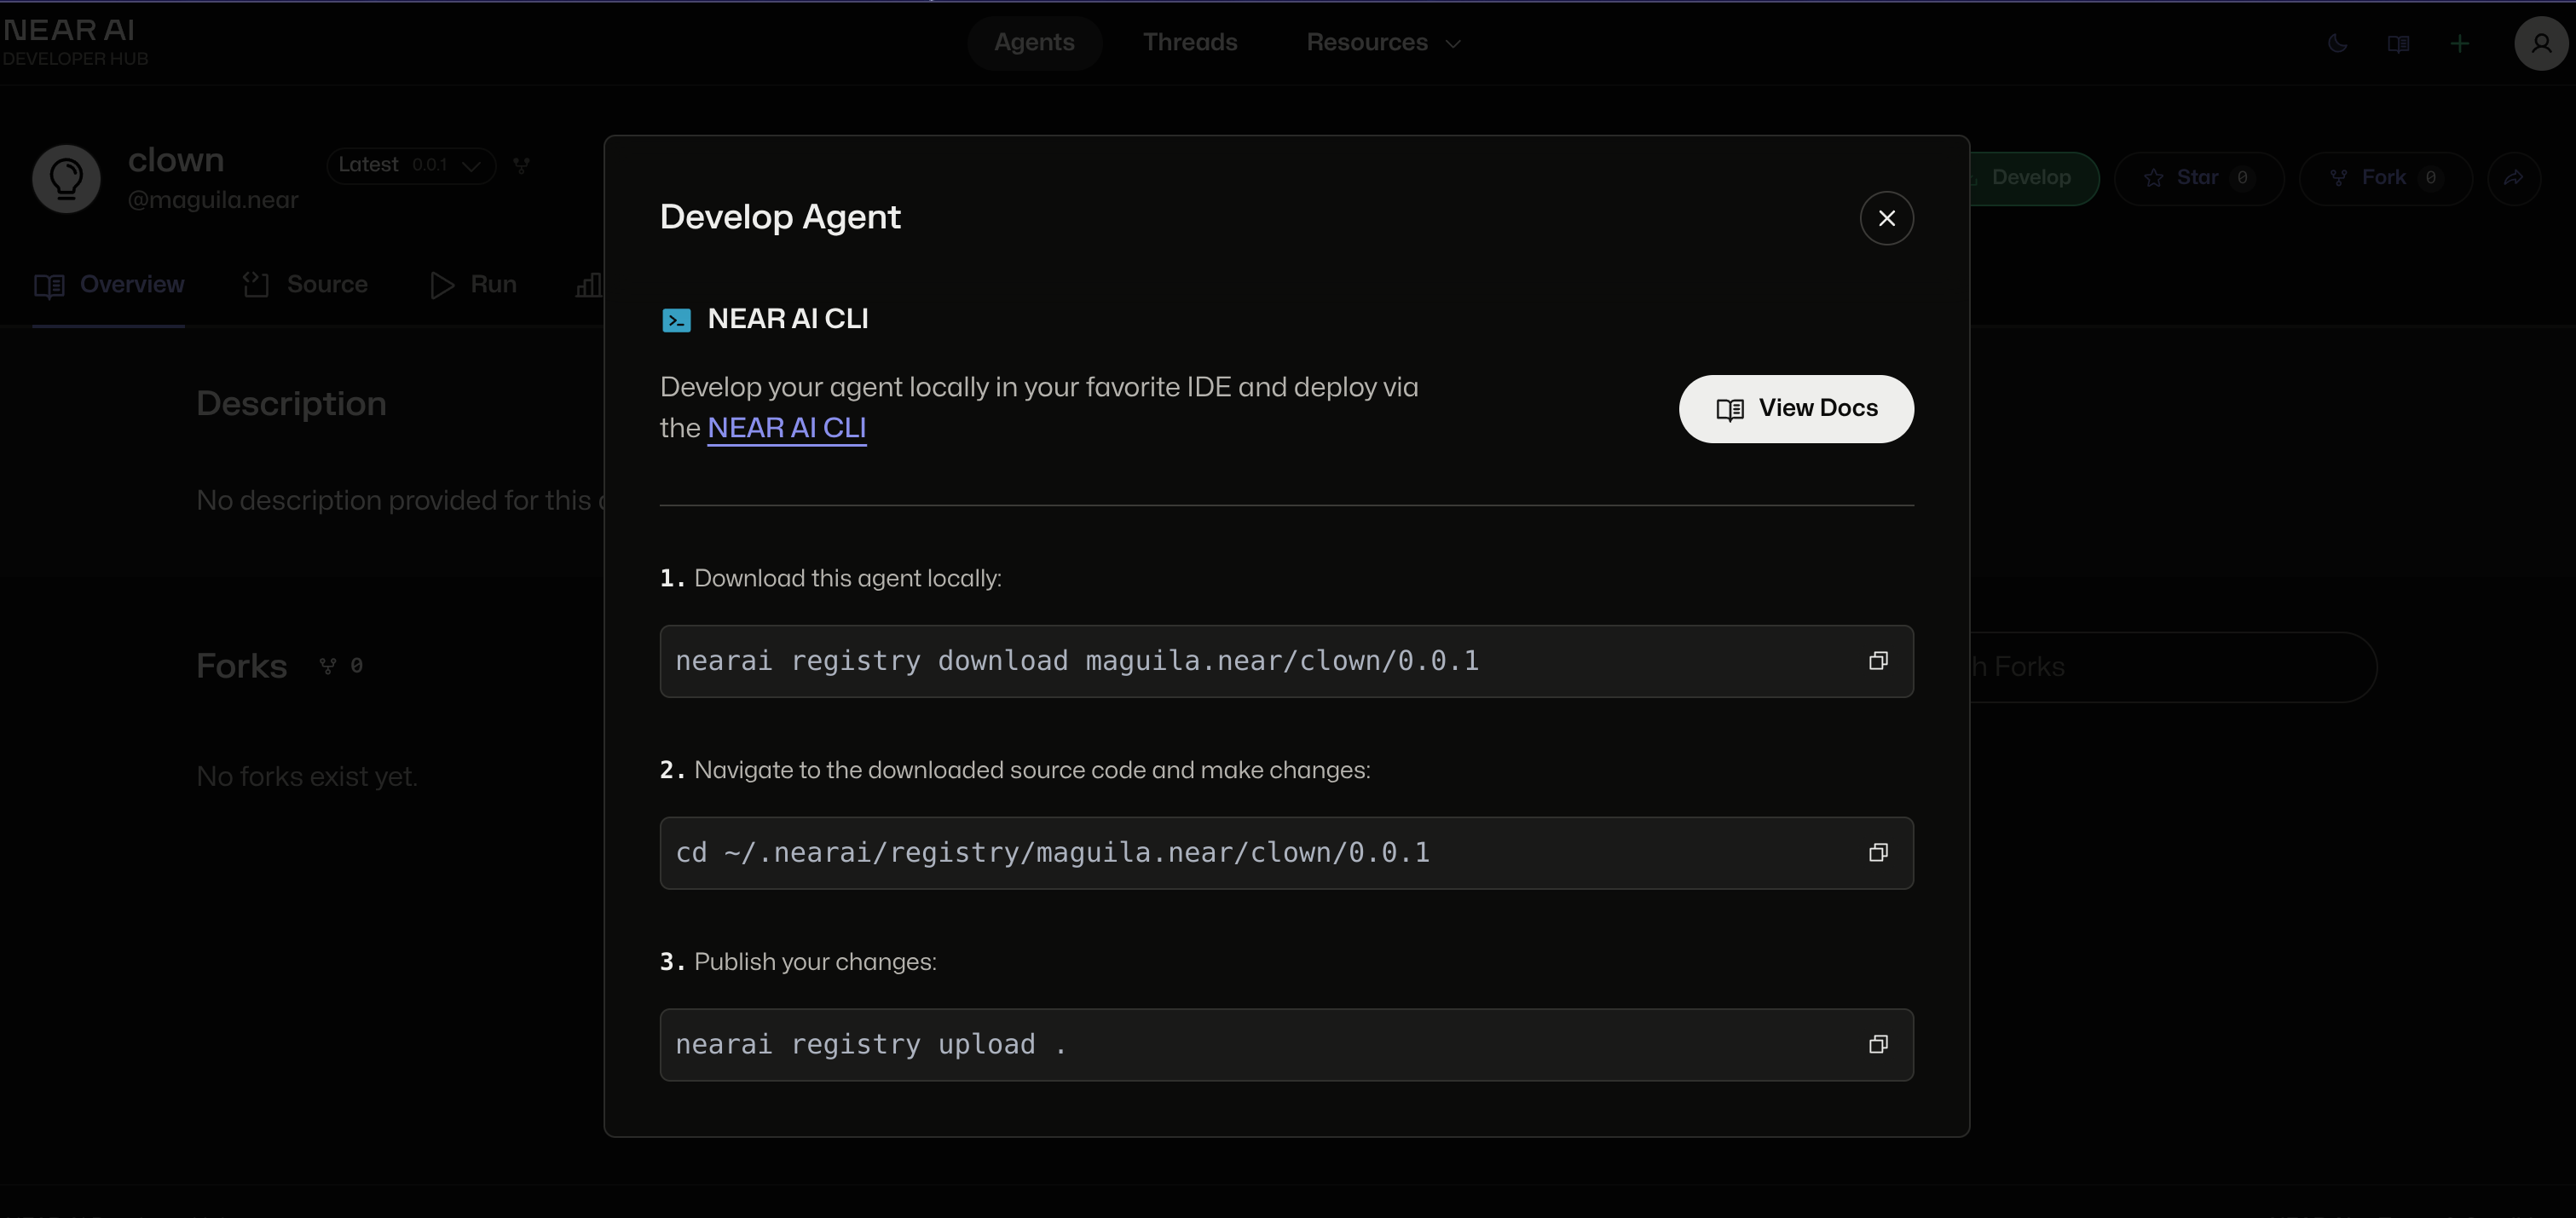 NEAR AI
DEVELOPER HUB
Agents
Threads
Resources
clown
@maguila.near
Latest 0.0.1
Develop
Star 0
Fork 0
Overview
Source
Run
Description
No description provided for this
Forks 0
No forks exist yet.
Forks
Develop Agent
NEAR AI CLI
Develop your agent locally in your favorite IDE and deploy via
the NEAR AI CLI
View Docs
1. Download this agent locally:
nearai registry download maguila.near/clown/0.0.1
2. Navigate to the downloaded source code and make changes:
cd ~/.nearai/registry/maguila.near/clown/0.0.1
3. Publish your changes:
nearai registry upload .